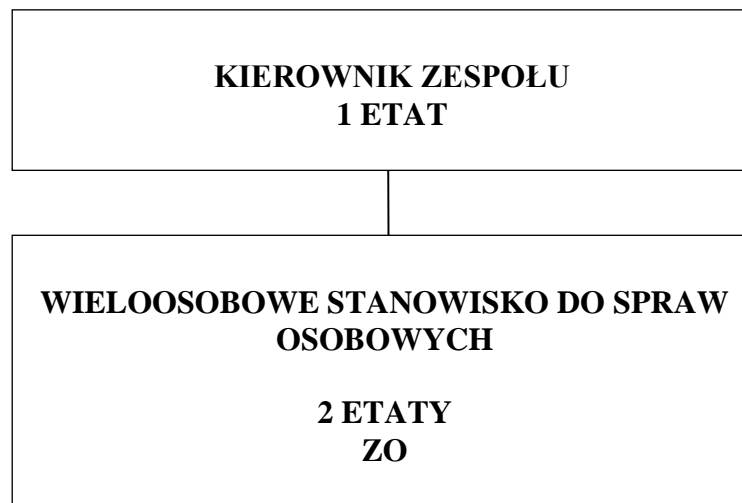 KIEROWNIK ZESPOŁU
1 ETAT
WIELOOSOBOWE STANOWISKO DO SPRAW
OSOBOWYCH
2 ETATY
ZO